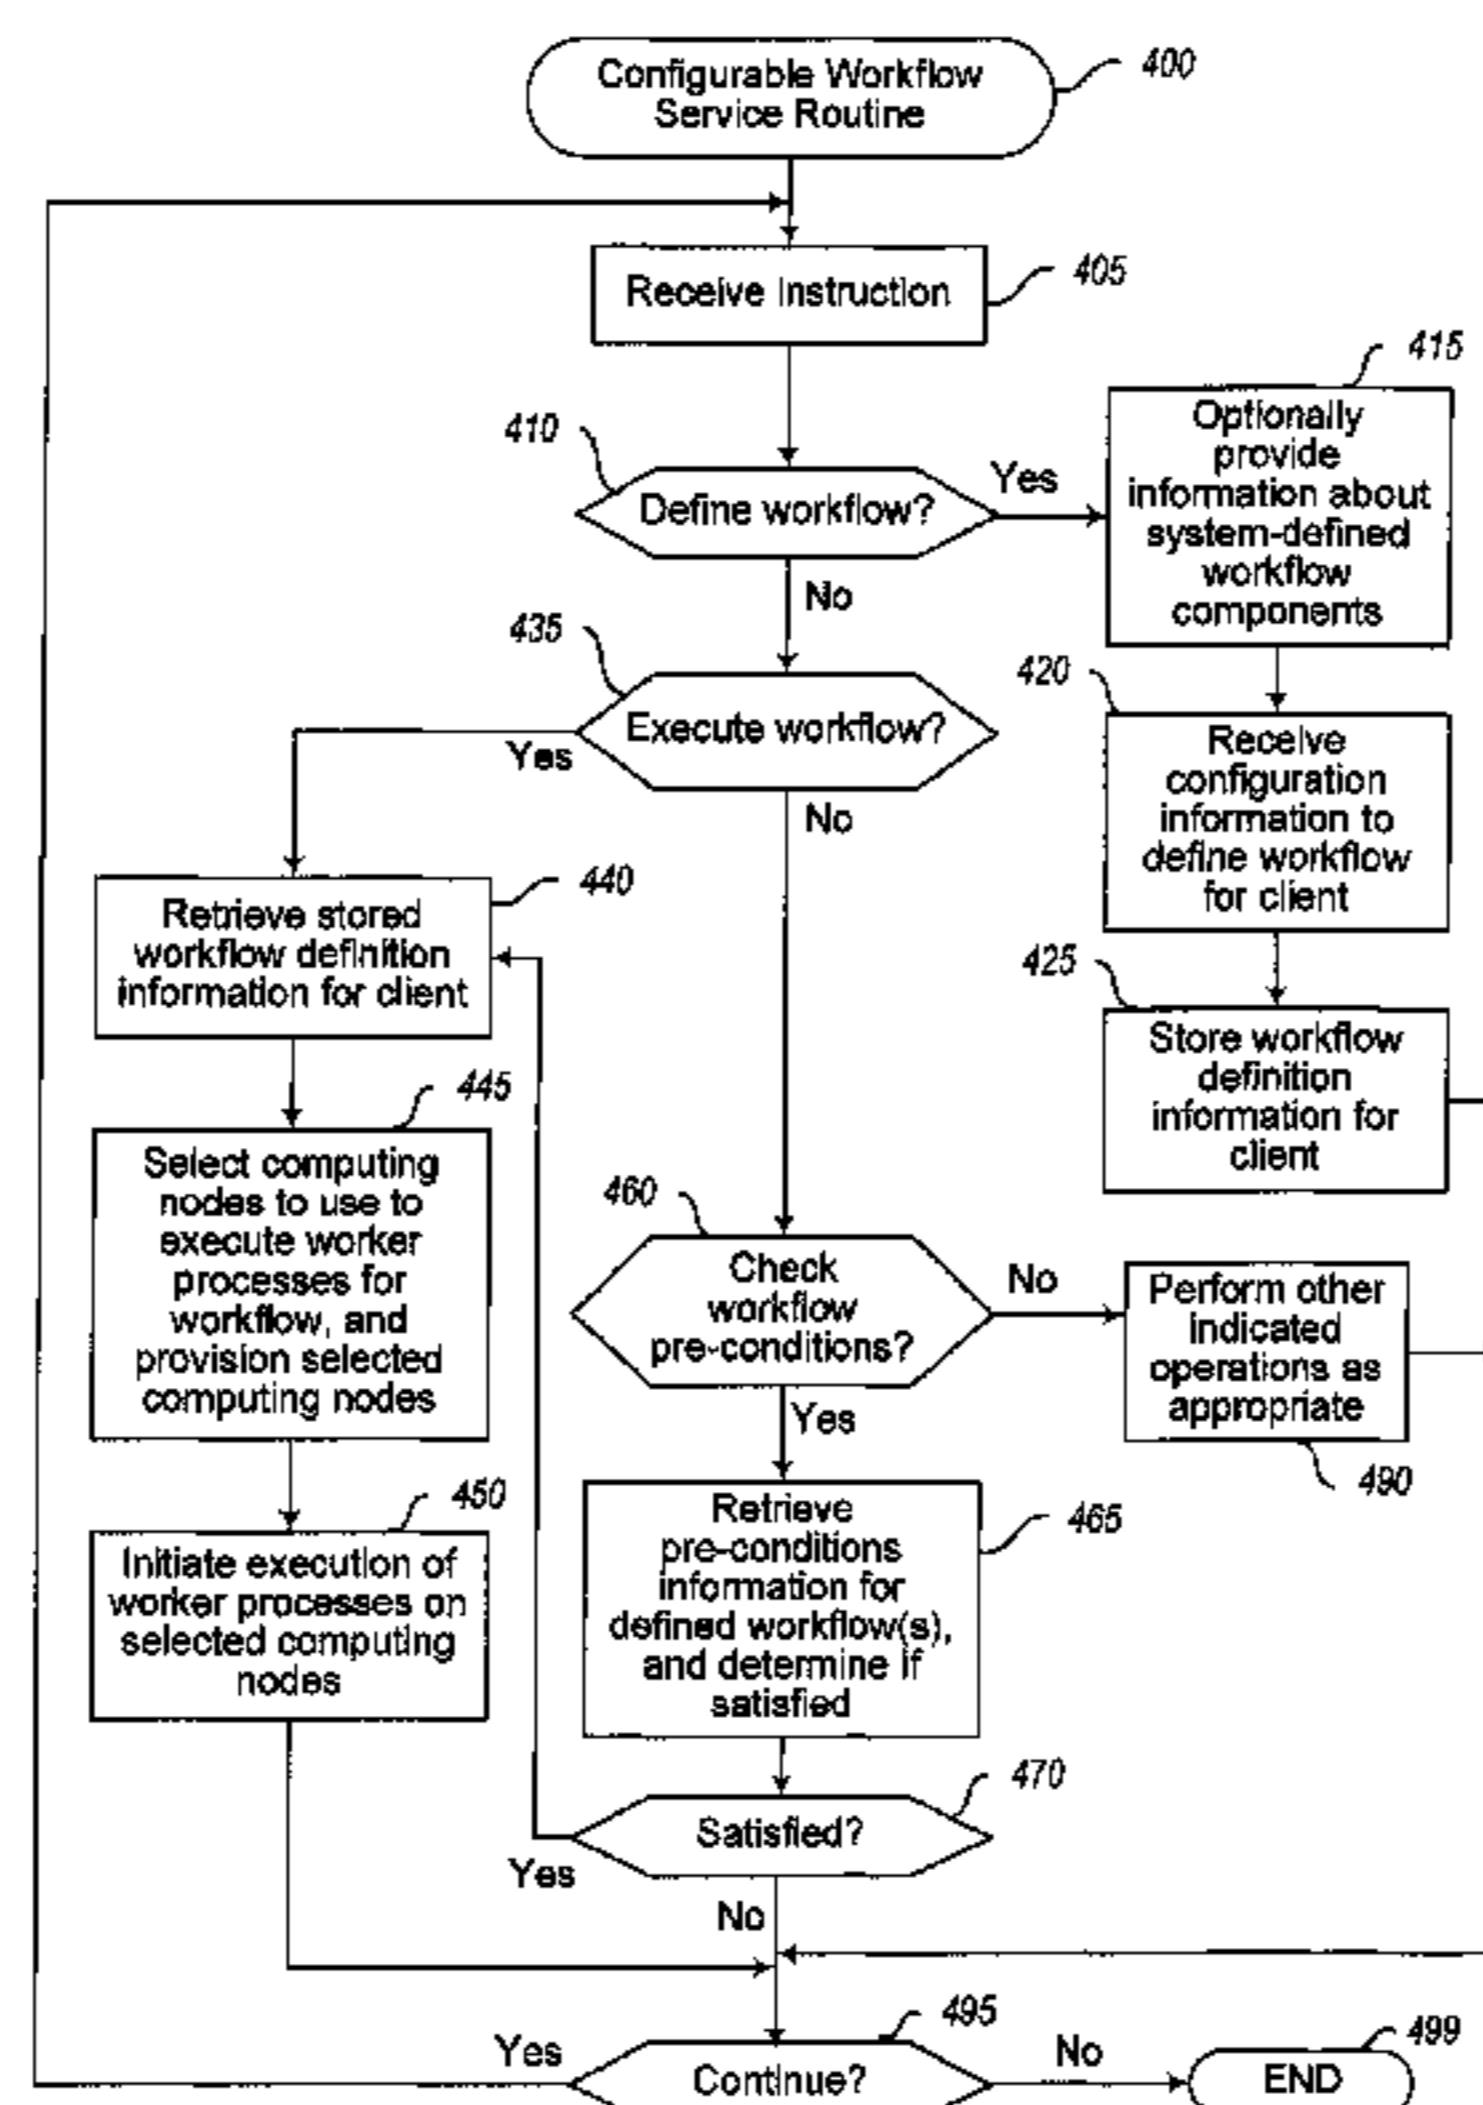 Configurable Workflow
Service Routine
400
Receive Instruction
405
410
Define workflow?
Yes
No
415
Optionally
provide
information about
system-defined
workflow
components
435
Execute workflow?
Yes
No
420
Receive
configuration
information to
define workflow
for client
440
Retrieve stored
workflow definition
information for client
425
Store workflow
definition
information for
client
445
Select computing
nodes to use to
execute worker
processes for
workflow, and
provision selected
computing nodes
460
Check
workflow
pre-conditions?
No
Yes
Perform other
indicated
operations as
appropriate
490
450
Initiate execution of
worker processes on
selected computing
nodes
465
Retrieve
pre-conditions
information for
defined workflow(s),
and determine if
satisfied
470
Satisfied?
Yes
No
495
Continue?
Yes
No
499
END